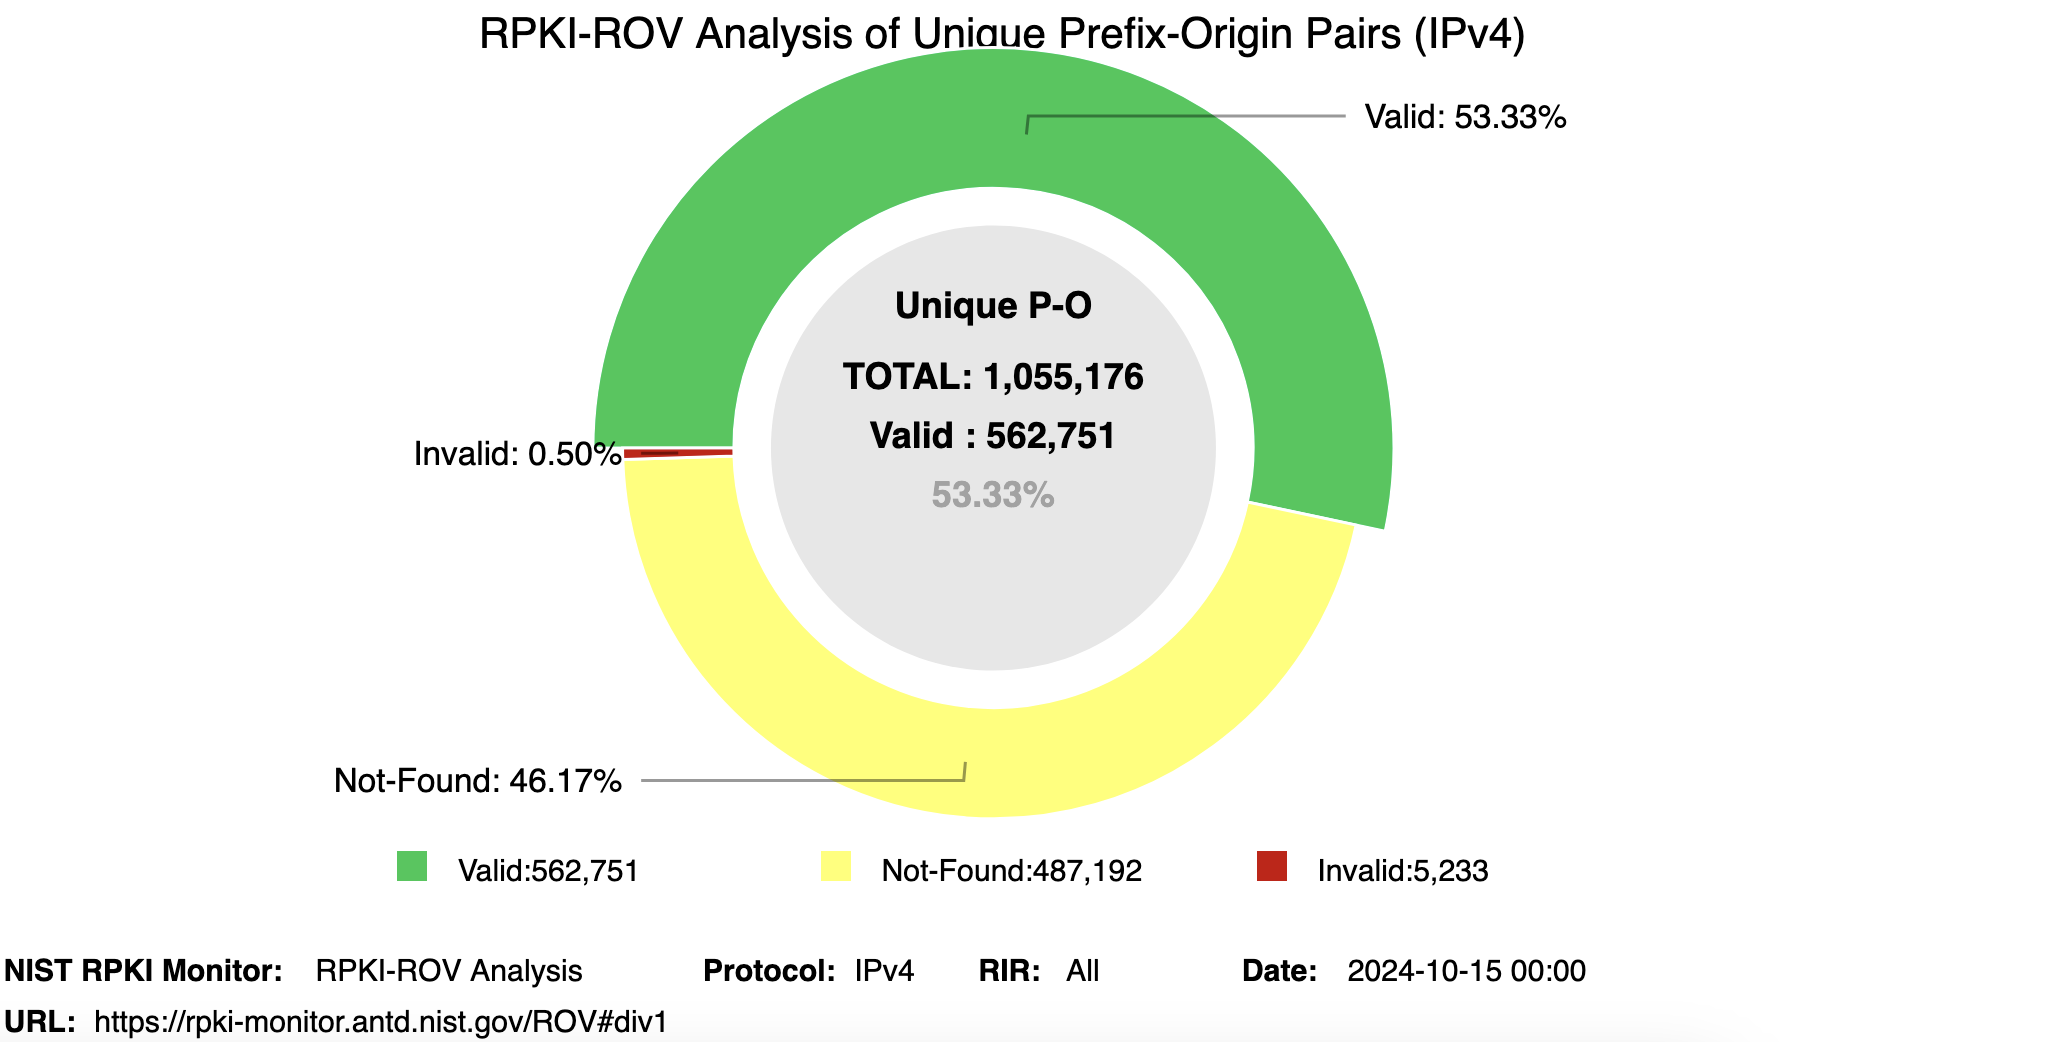 RPKI-ROV Analysis of Unique Prefix-Origin Pairs (IPv4)
Valid: 53.33%
Unique P-O
TOTAL: 1,055,176
Valid : 562,751
53.33%
Invalid: 0.50%
Not-Found: 46.17%
Valid:562,751 Not-Found:487,192 Invalid:5,233
NIST RPKI Monitor: RPKI-ROV Analysis Protocol: IPv4 RIR: All Date: 2024-10-15 00:00
URL: https://rpki-monitor.antd.nist.gov/ROV#div1